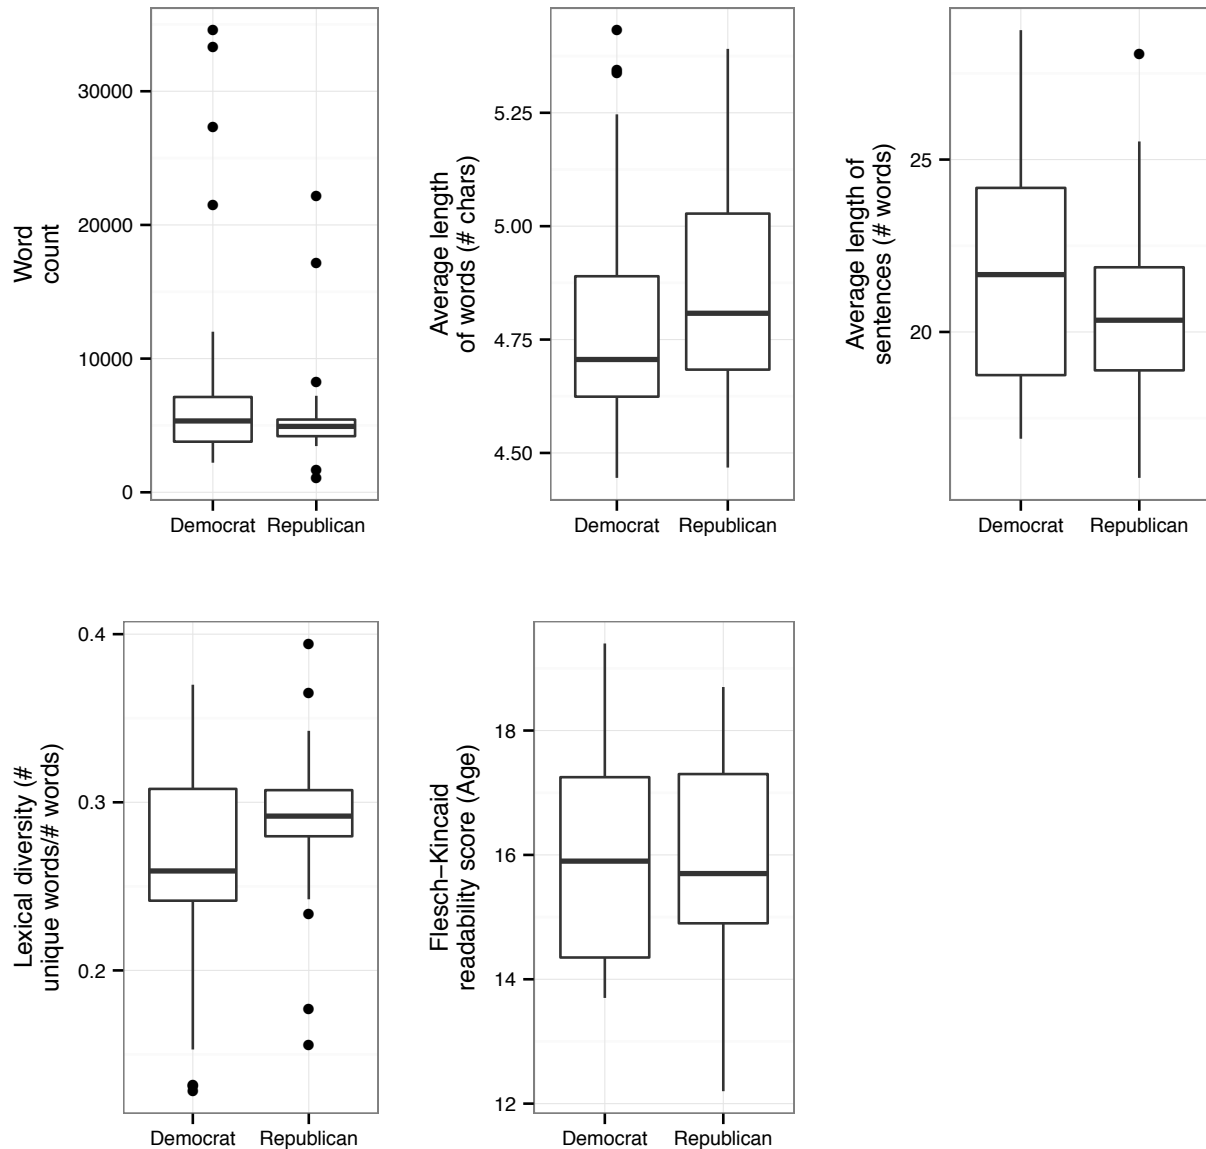 Word
count
30000
20000
10000
0
Democrat Republican
Average length
of words (# chars)
5.25
5.00
4.75
4.50
Democrat Republican
Average length of
sentences (# words)
25
20
Democrat Republican
Lexical diversity (#
unique words/# words)
0.4
0.3
0.2
Democrat Republican
Flesch−Kincaid
readability score (Age)
18
16
14
12
Democrat Republican